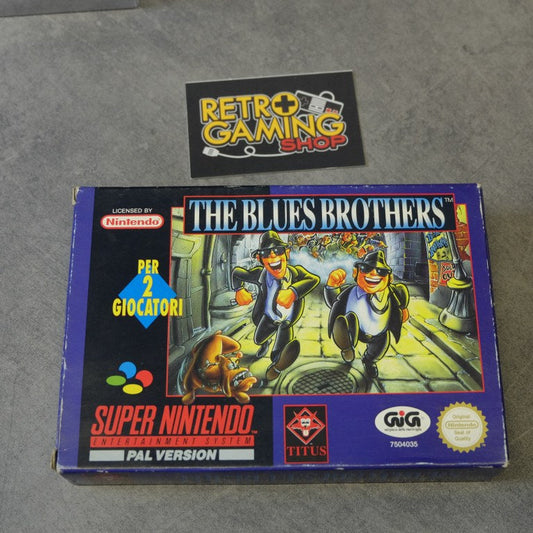 RETRO
GAMING
SHOP
LICENSED BY
Nintendo
THE BLUES BROTHERS™
PER
2
GIOCATORI
SUPER NINTENDO
ENTERTAINMENT SYSTEM
PAL VERSION
TITUS
GiG
7504035
Original
Nintendo
Seal of
Quality